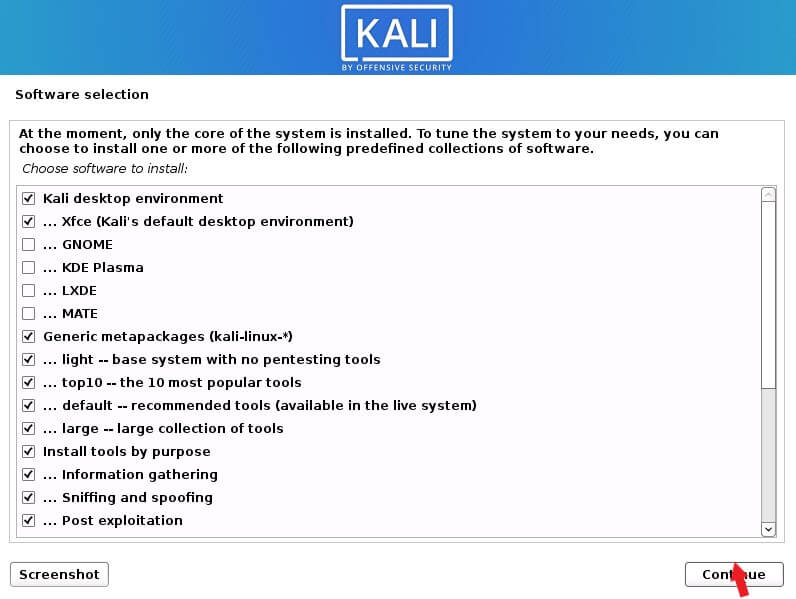 KALI
BY OFFENSIVE SECURITY
Software selection
At the moment, only the core of the system is installed. To tune the system to your needs, you can
choose to install one or more of the following predefined collections of software.
Choose software to install:
Kali desktop environment
... Xfce (Kali's default desktop environment)
... GNOME
... KDE Plasma
... LXDE
... MATE
Generic metapackages (kali-linux-*)
... light -- base system with no pentesting tools
... top10 -- the 10 most popular tools
... default -- recommended tools (available in the live system)
... large -- large collection of tools
Install tools by purpose
... Information gathering
... Sniffing and spoofing
... Post exploitation
Screenshot
Continue